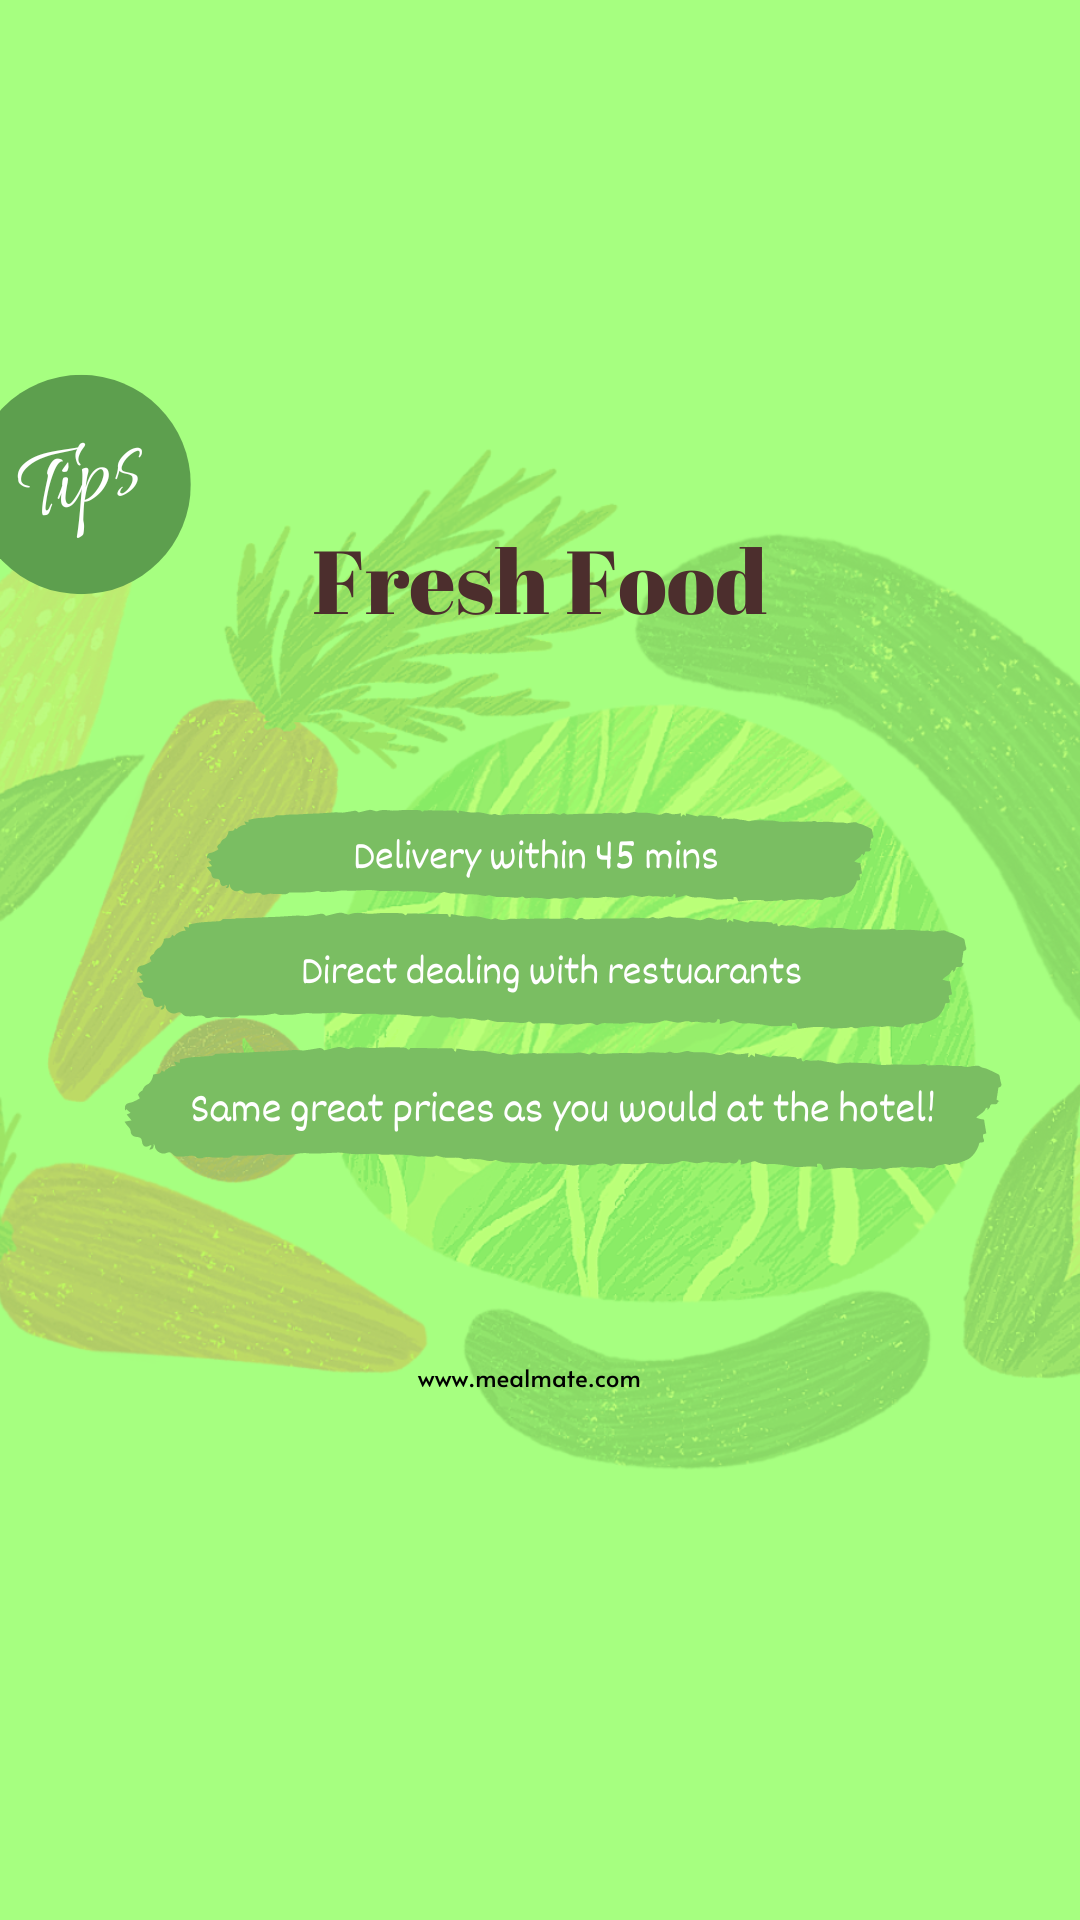 Tips
Fresh Food
Delivery within 45 mins
Direct dealing with restuarants
Same great prices as you would at the hotel!
www.mealmate.com